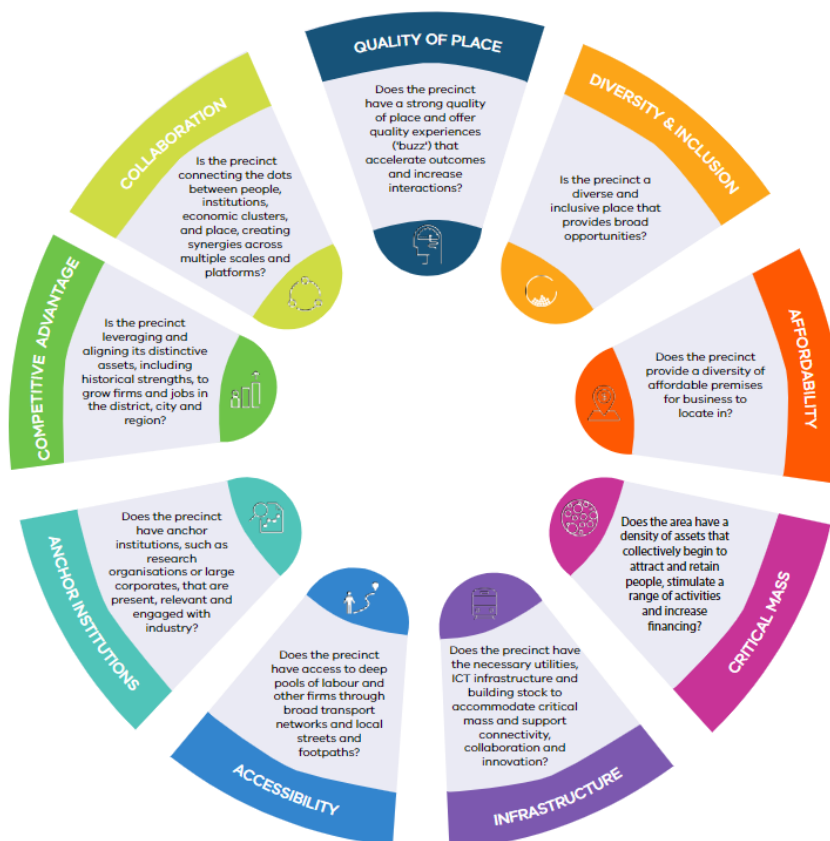 QUALITY OF PLACE
Does the precinct
have a strong quality
of place and offer
quality experiences
('buzz') that
accelerate outcomes
and increase
interactions?
DIVERSITY & INCLUSION
Is the precinct a
diverse and
inclusive place that
provides broad
opportunities?
AFFORDABILITY
Does the precinct
provide a diversity of
affordable premises
for business to
locate in?
CRITICAL MASS
Does the area have a
density of assets that
collectively begin to
attract and retain
people, stimulate a
range of activities
and increase
financing?
INFRASTRUCTURE
Does the precinct have
the necessary utilities,
ICT infrastructure and
building stock to
accommodate critical
mass and support
connectivity,
collaboration and
innovation?
ACCESSIBILITY
Does the precinct
have access to deep
pools of labour and
other firms through
broad transport
networks and local
streets and
footpaths?
ANCHOR INSTITUTIONS
Does the precinct
have anchor
institutions, such as
research
organisations or large
corporates, that are
present, relevant and
engaged with
industry?
COMPETITIVE ADVANTAGE
Is the precinct
leveraging and
aligning its distinctive
assets, including
historical strengths, to
grow firms and jobs in
the district, city and
region?
COLLABORATION
Is the precinct
connecting the dots
between people,
institutions,
economic clusters,
and place, creating
synergies across
multiple scales and
platforms?